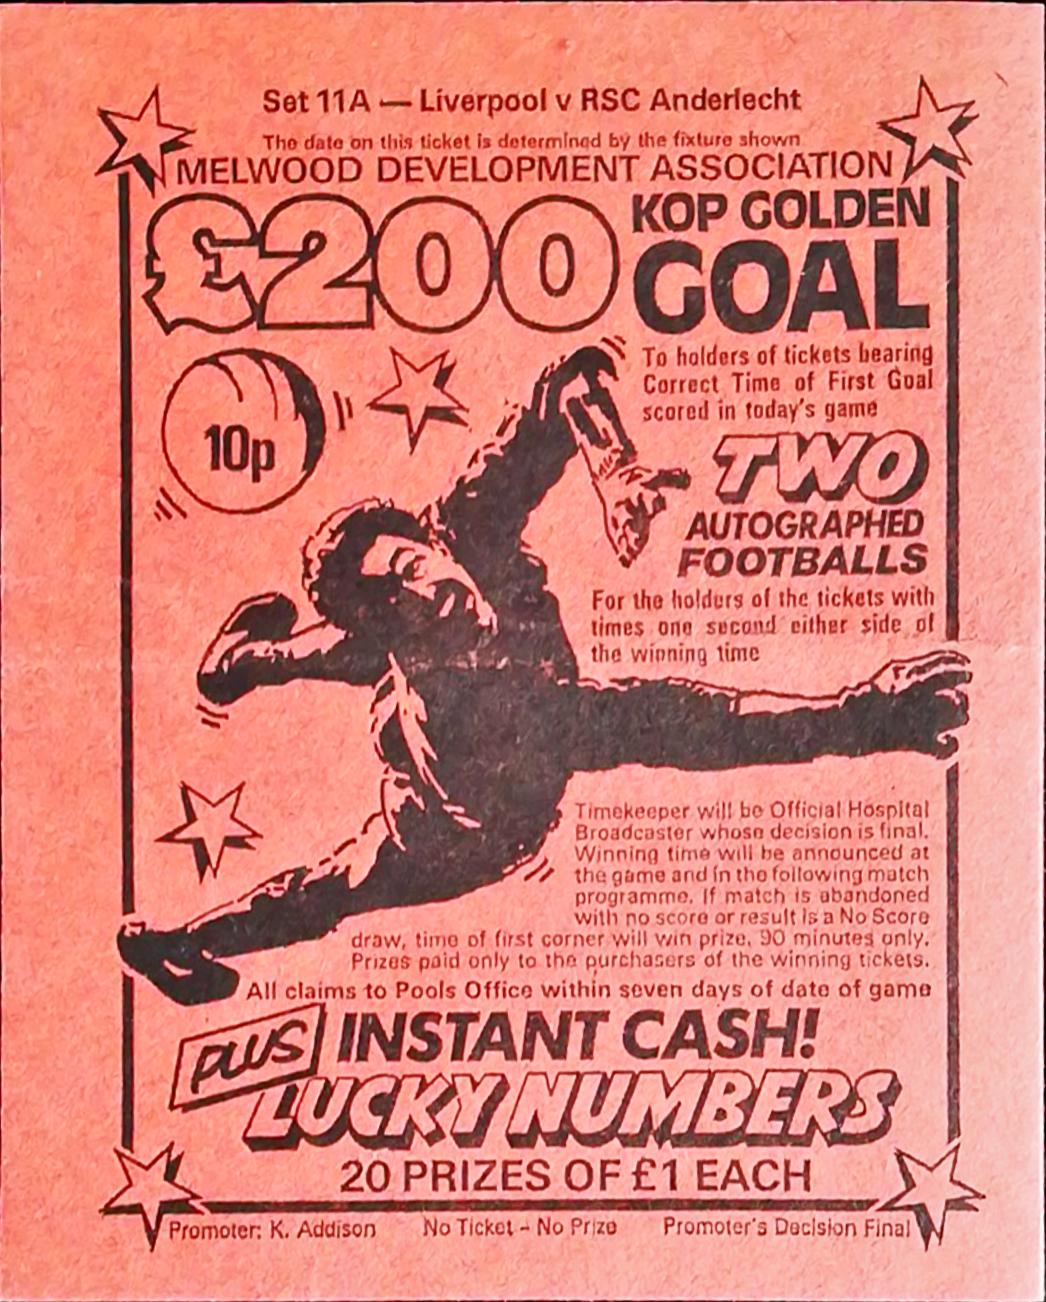 Set 11A — Liverpool v RSC Anderlecht
The date on this ticket is determined by the fixture shown
MELWOOD DEVELOPMENT ASSOCIATION
£200
KOP GOLDEN
GOAL
To holders of tickets bearing
Correct Time of First Goal
scored in today's game
10p
TWO
AUTOGRAPHED
FOOTBALLS
For the holders of the tickets with
times one second either side of
the winning time
Timekeeper will be Official Hospital
Broadcaster whose decision is final.
Winning time will be announced at
the game and in the following match
programme. If match is abandoned
with no score or result is a No Score
draw, time of first corner will win prize. 90 minutes only.
Prizes paid only to the purchasers of the winning tickets.
All claims to Pools Office within seven days of date of game
PLUS INSTANT CASH!
LUCKY NUMBERS
20 PRIZES OF £1 EACH
Promoter: K. Addison No Ticket – No Prize Promoter's Decision Final